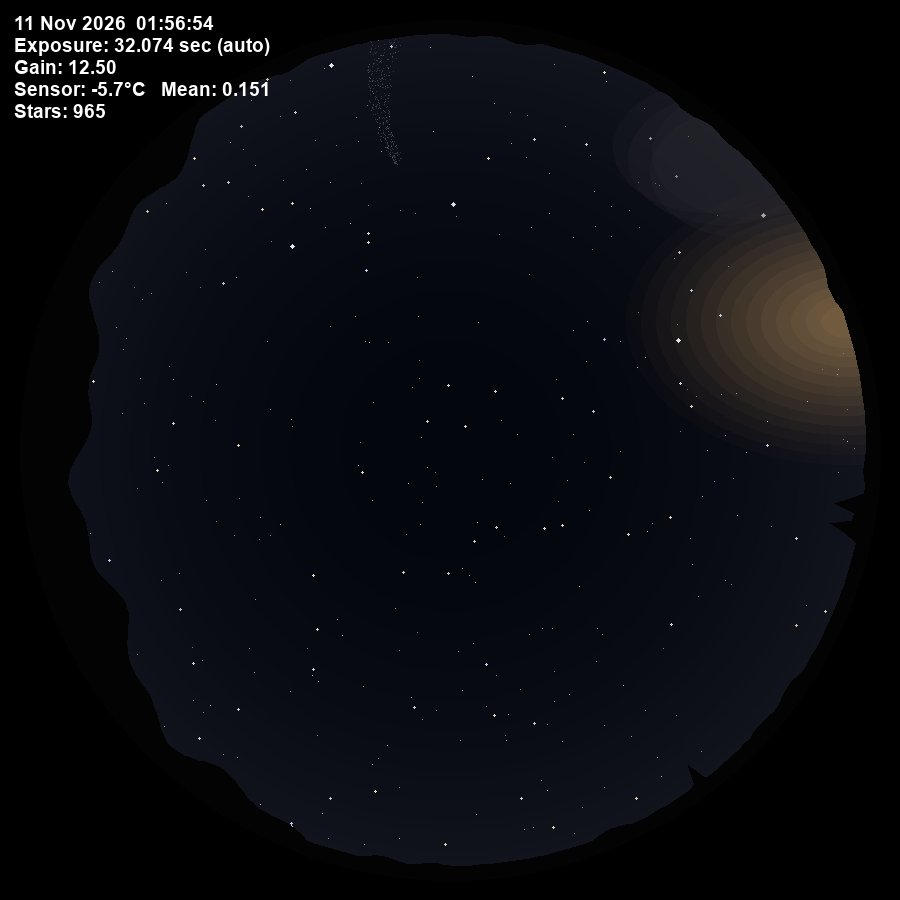 11 Nov 2026  01:56:54
Exposure: 32.074 sec (auto)
Gain: 12.50
Sensor: -5.7°C   Mean: 0.151
Stars: 965